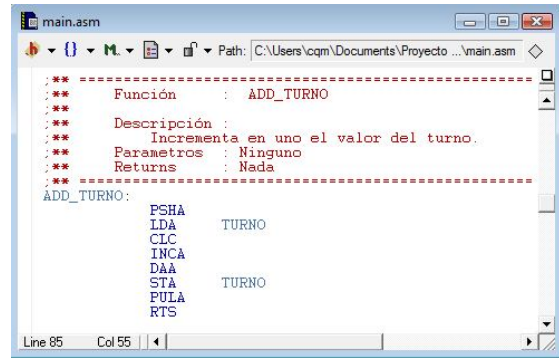 main.asm
M. Path: C:\Users\cqm\Documents\Proyecto ...\main.asm
;** ==================================================
;** Función : ADD_TURNO
;**
;** Descripción :
;** Incrementa en uno el valor del turno.
;** Parametros : Ninguno
;** Returns : Nada
;** ==================================================
ADD_TURNO:
PSHA
LDA TURNO
CLC
INCA
DAA
STA TURNO
PULA
RTS
Line 85 Col 55